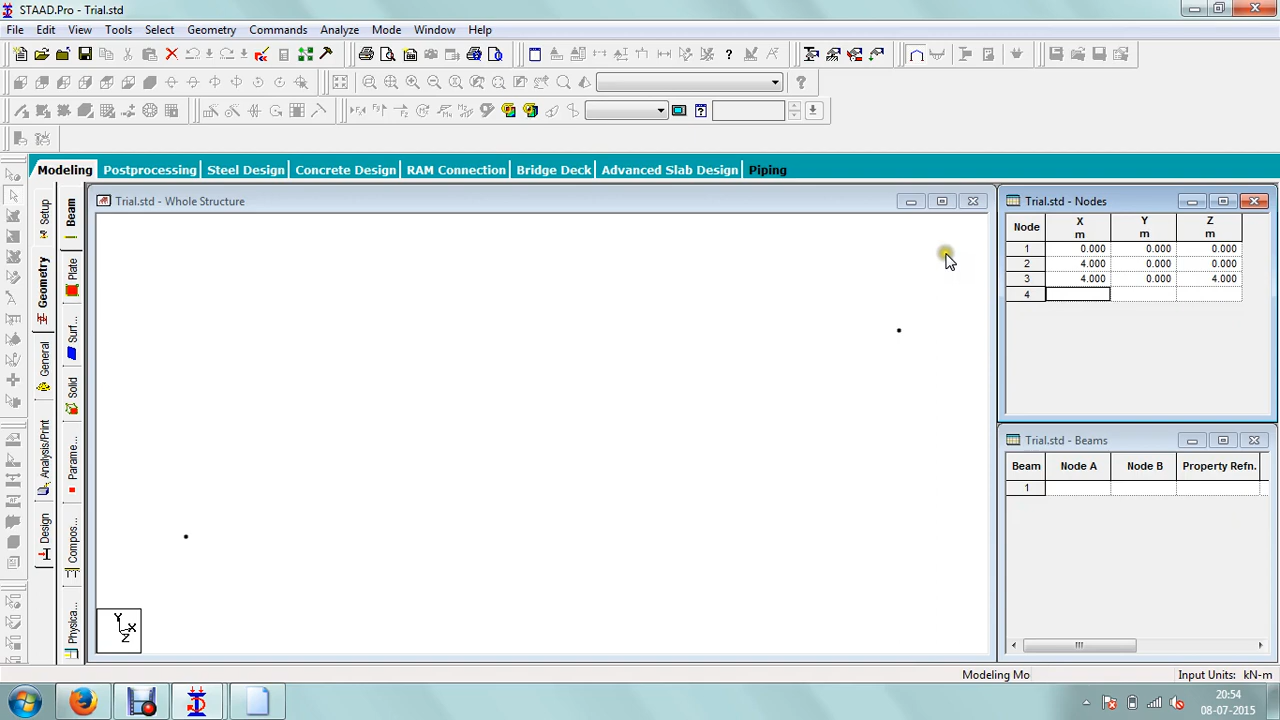 STAAD.Pro - Trial.std
File Edit View Tools Select Geometry Commands Analyze Mode Window Help
Modeling Postprocessing Steel Design Concrete Design RAM Connection Bridge Deck Advanced Slab Design Piping
Setup
Geometry
General
Analysis/Print
Design
Beam
Plate
Surf...
Solid
Parame...
Compos...
Physica...
Trial.std - Whole Structure
Y
X
Z
Trial.std - Nodes
Node X m Y m Z m
1 0.000 0.000 0.000
2 4.000 0.000 0.000
3 4.000 0.000 4.000
4
Trial.std - Beams
Beam Node A Node B Property Refn.
1
Modeling Mo Input Units: kN-m
20:54
08-07-2015